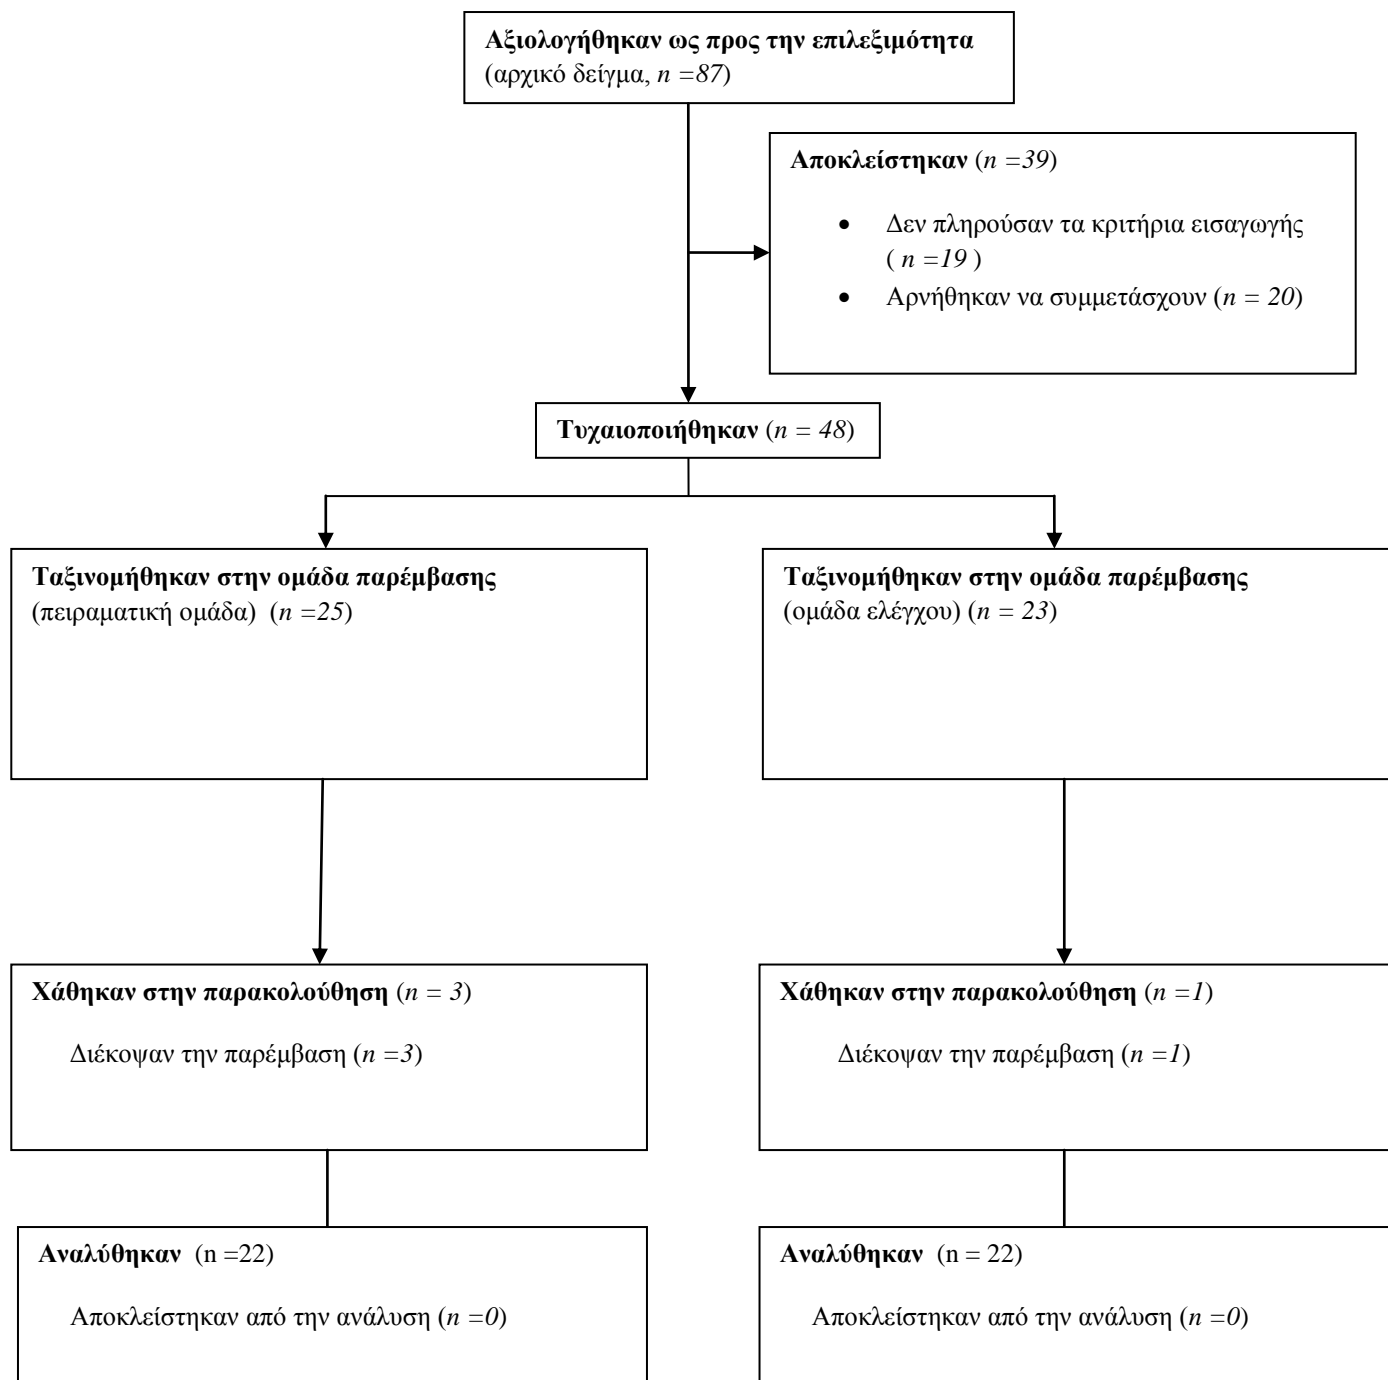 Αξιολογήθηκαν ως προς την επιλεξιμότητα
(αρχικό δείγμα, n =87)
Αποκλείστηκαν (n =39)
• Δεν πληρούσαν τα κριτήρια εισαγωγής
( n =19 )
• Αρνήθηκαν να συμμετάσχουν (n = 20)
Τυχαιοποιήθηκαν (n = 48)
Ταξινομήθηκαν στην ομάδα παρέμβασης
(πειραματική ομάδα) (n =25)
Ταξινομήθηκαν στην ομάδα παρέμβασης
(ομάδα ελέγχου) (n = 23)
Χάθηκαν στην παρακολούθηση (n = 3)
Διέκοψαν την παρέμβαση (n =3)
Χάθηκαν στην παρακολούθηση (n =1)
Διέκοψαν την παρέμβαση (n =1)
Αναλύθηκαν (n =22)
Αποκλείστηκαν από την ανάλυση (n =0)
Αναλύθηκαν (n = 22)
Αποκλείστηκαν από την ανάλυση (n =0)